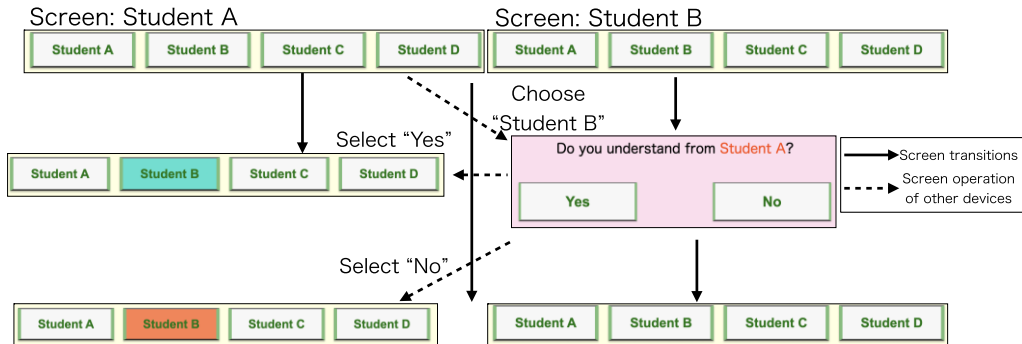 Screen: Student A
Screen: Student B
Student A Student B Student C Student D
Student A Student B Student C Student D
Choose
“Student B”
Select “Yes”
Do you understand from Student A?
Yes No
Student A Student B Student C Student D
Screen transitions
Screen operation
of other devices
Select “No”
Student A Student B Student C Student D
Student A Student B Student C Student D